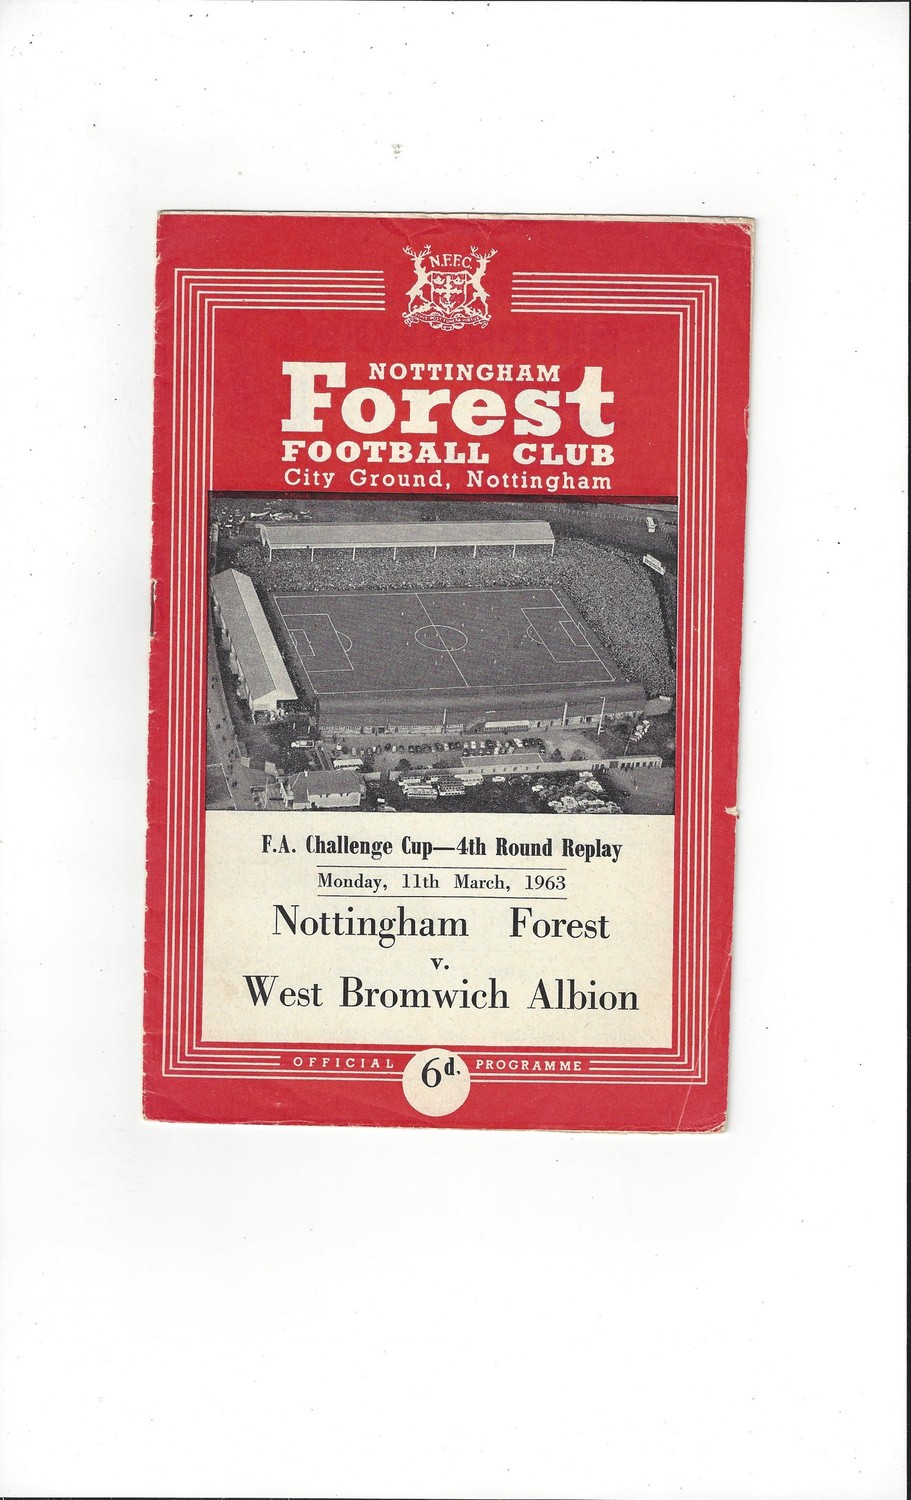 N.F.F.C.
NOTTINGHAM
Forest
FOOTBALL CLUB
City Ground, Nottingham
F.A. Challenge Cup—4th Round Replay
Monday, 11th March, 1963
Nottingham Forest
v.
West Bromwich Albion
OFFICIAL 6d. PROGRAMME